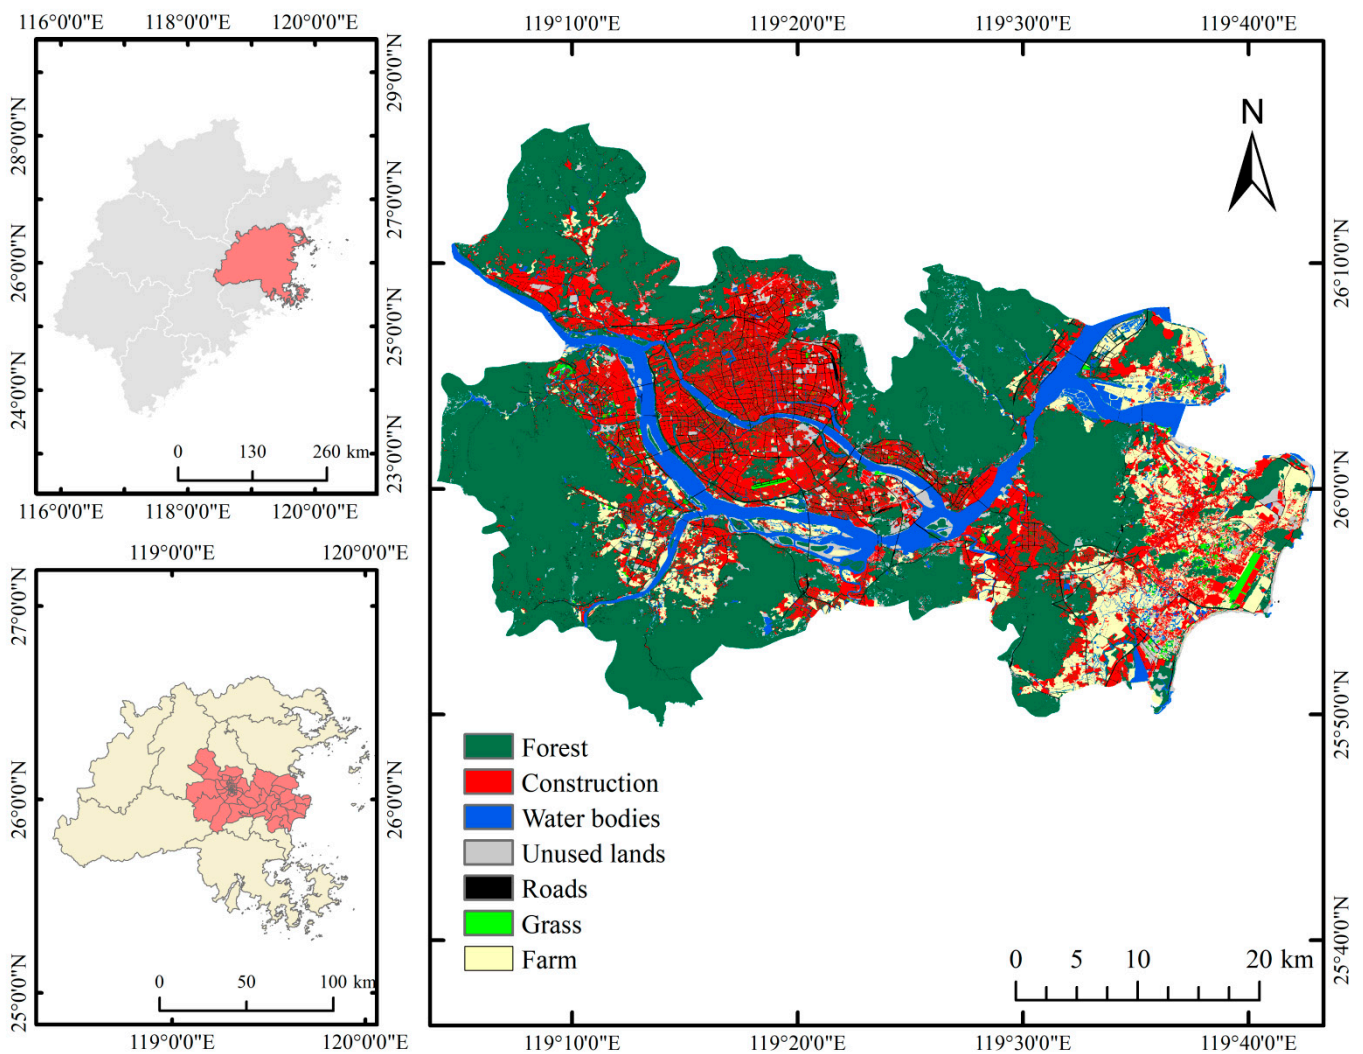 116°0'0"E 118°0'0"E 120°0'0"E
29°0'0"N
28°0'0"N
27°0'0"N
26°0'0"N
25°0'0"N
24°0'0"N
23°0'0"N
0 130 260 km
116°0'0"E 118°0'0"E 120°0'0"E
119°0'0"E 120°0'0"E
27°0'0"N
26°0'0"N
25°0'0"N
0 50 100 km
119°0'0"E 120°0'0"E
119°10'0"E 119°20'0"E 119°30'0"E 119°40'0"E
N
26°10'0"N
26°0'0"N
25°50'0"N
25°40'0"N
Forest
Construction
Water bodies
Unused lands
Roads
Grass
Farm
0 5 10 20 km
119°10'0"E 119°20'0"E 119°30'0"E 119°40'0"E